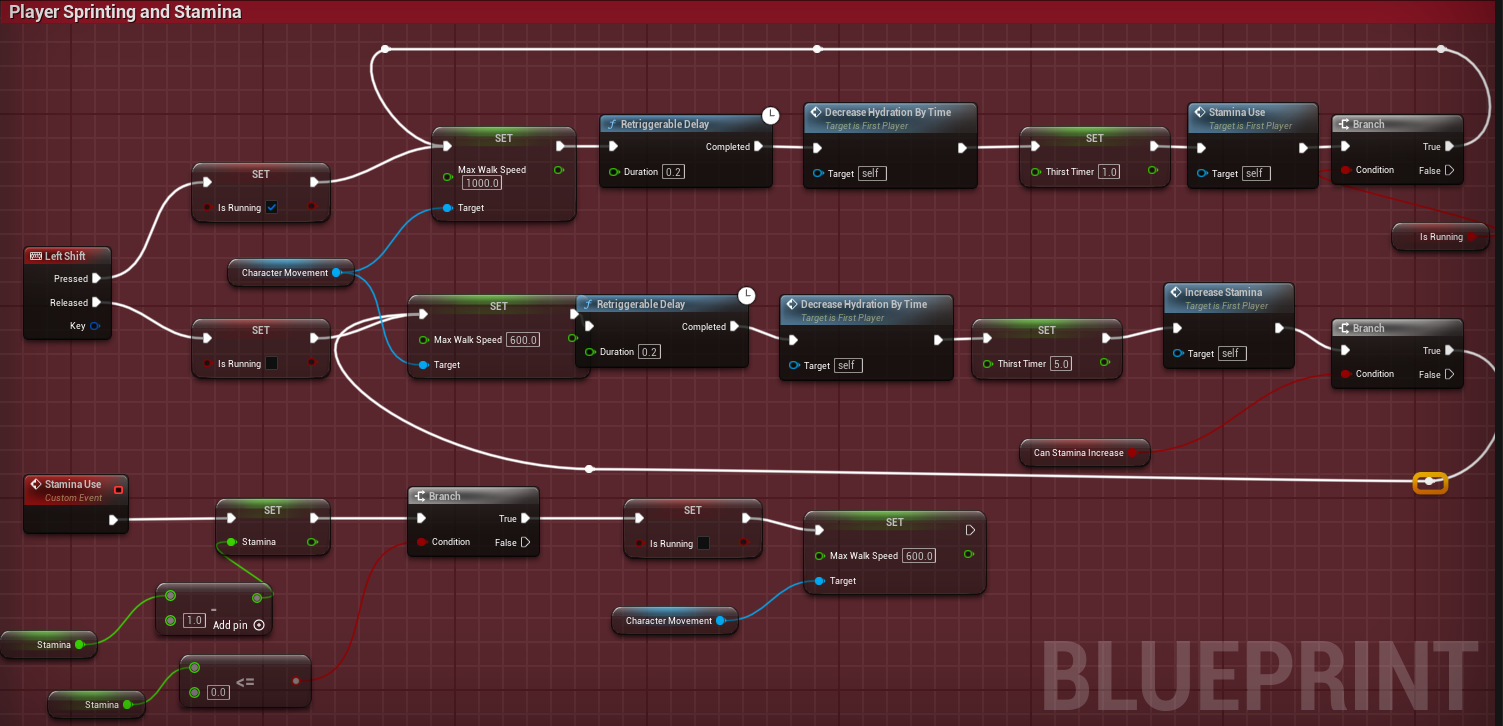 Player Sprinting and Stamina
SET
Is Running
SET
Max Walk Speed
1000.0
Target
Retriggerable Delay
Completed
Duration 0.2
Decrease Hydration By Time
Target is First Player
Target self
SET
Thirst Timer 1.0
Stamina Use
Target is First Player
Target self
Branch
True
Condition False
Is Running
Left Shift
Pressed
Released
Key
Character Movement
SET
Is Running
SET
Max Walk Speed 600.0
Target
Retriggerable Delay
Completed
Duration 0.2
Decrease Hydration By Time
Target is First Player
Target self
SET
Thirst Timer 5.0
Increase Stamina
Target is First Player
Target self
Branch
True
Condition False
Can Stamina Increase
Stamina Use
Custom Event
SET
Stamina
Branch
True
Condition False
SET
Is Running
SET
Max Walk Speed 600.0
Target
Character Movement
-
1.0
Add pin
Stamina
<=
0.0
Stamina
BLUEPRINT